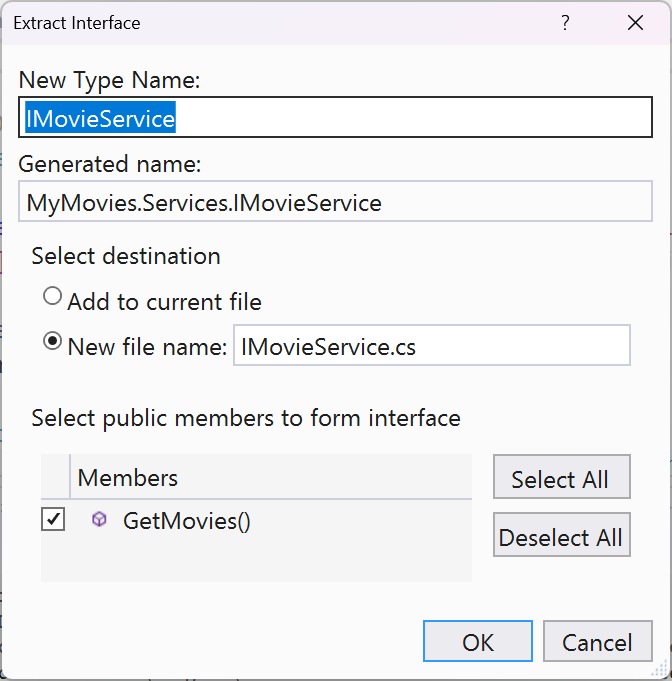 Extract Interface
?
New Type Name:
IMovieService
Generated name:
MyMovies.Services.IMovieService
Select destination
Add to current file
New file name: IMovieService.cs
Select public members to form interface
Members
Select All
GetMovies()
Deselect All
OK Cancel